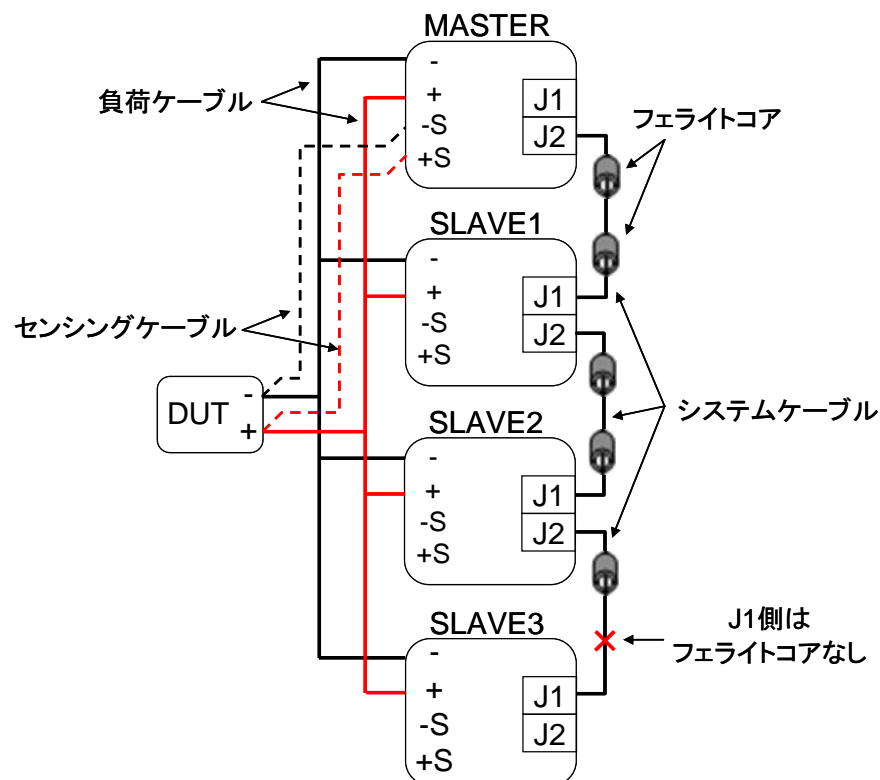 MASTER
-
+
-S
+S
J1
J2
負荷ケーブル
フェライトコア
SLAVE1
-
+
-S
+S
J1
J2
センシングケーブル
DUT
-
+
システムケーブル
SLAVE2
-
+
-S
+S
J1
J2
J1側は
フェライトコアなし
SLAVE3
-
+
-S
+S
J1
J2